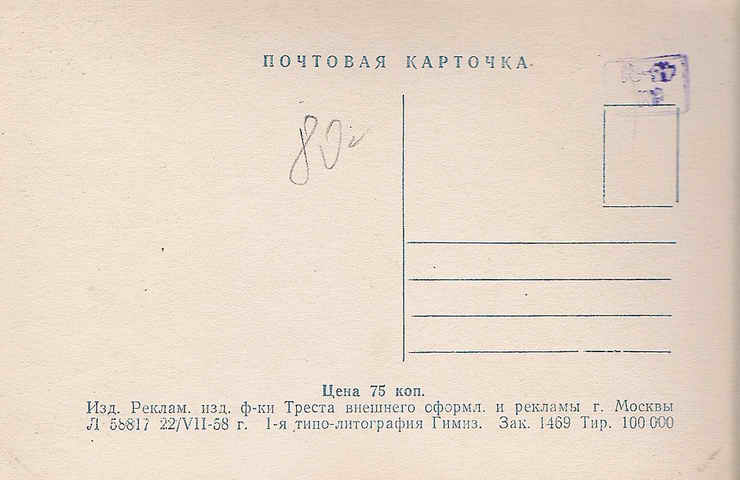 ПОЧТОВАЯ КАРТОЧКА
80
Цена 75 коп.
Изд. Реклам. изд. ф-ки Треста внешнего оформл. и рекламы г. Москвы
Л 58817 22/VII-58 г. 1-я типо-литография Гимиз. Зак. 1469 Тир. 100 000